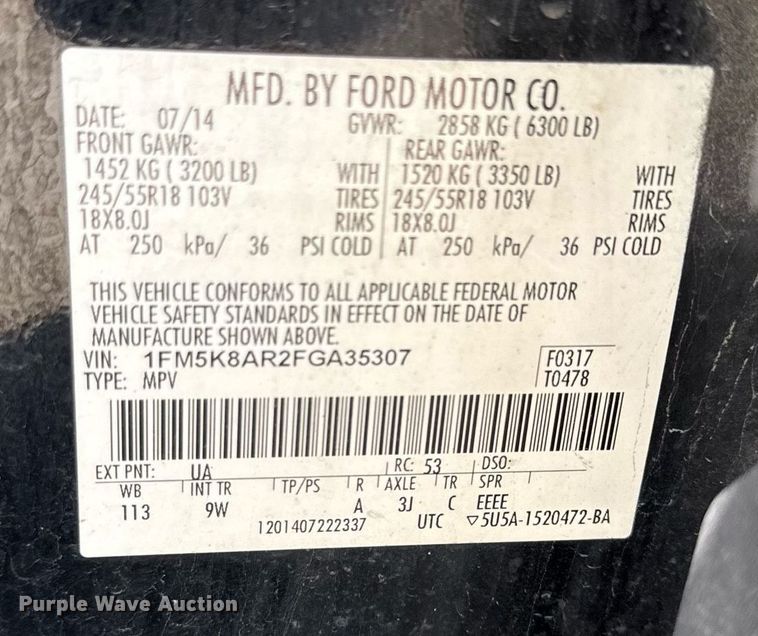 MFD. BY FORD MOTOR CO.
DATE: 07/14 GVWR: 2858 KG ( 6300 LB)
FRONT GAWR: REAR GAWR:
1452 KG ( 3200 LB) WITH 1520 KG ( 3350 LB) WITH
245/55R18 103V TIRES 245/55R18 103V TIRES
18X8.0J RIMS 18X8.0J RIMS
AT 250 kPa/ 36 PSI COLD AT 250 kPa/ 36 PSI COLD
THIS VEHICLE CONFORMS TO ALL APPLICABLE FEDERAL MOTOR
VEHICLE SAFETY STANDARDS IN EFFECT ON THE DATE OF
MANUFACTURE SHOWN ABOVE.
VIN: 1FM5K8AR2FGA35307 F0317
TYPE: MPV T0478
EXT PNT: UA RC: 53 DSO:
WB INT TR TP/PS R AXLE TR SPR
113 9W A 3J C EEEE
1201407222337 UTC ▽5U5A-1520472-BA
Purple Wave Auction